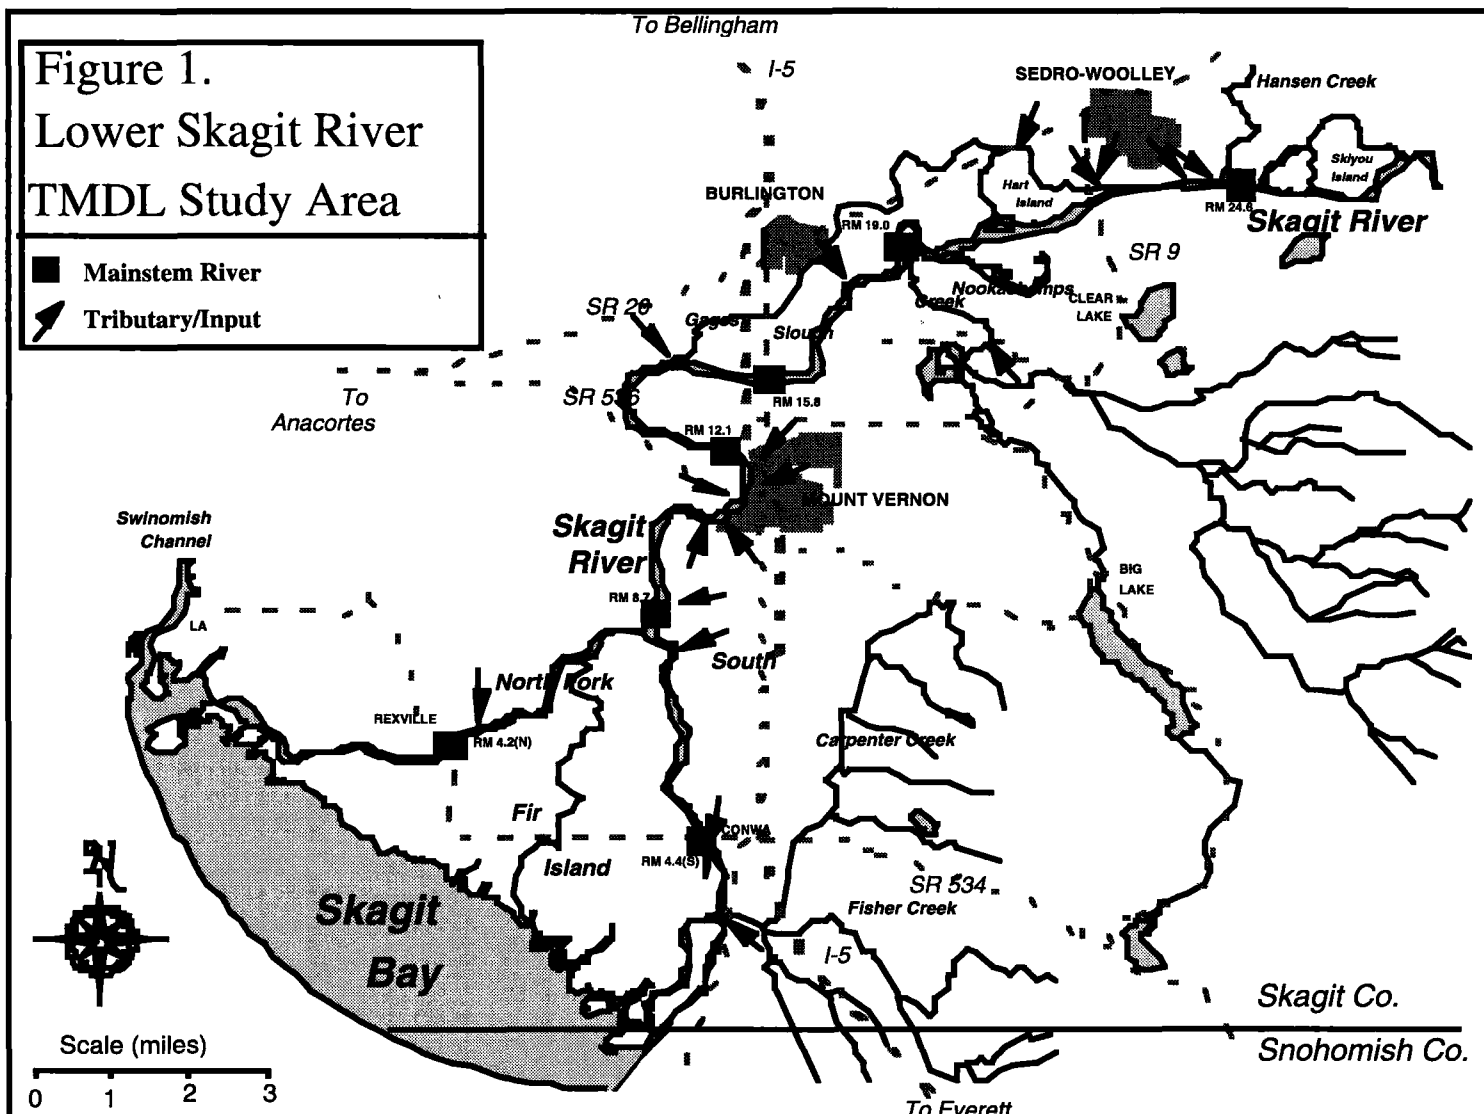 To Bellingham
Figure 1.
Lower Skagit River
TMDL Study Area
Mainstem River
Tributary/Input
I-5
SEDRO-WOOLLEY
Hansen Creek
Skiyou
Island
Hart
Island
BURLINGTON
RM 19.0
RM 24.6
Skagit River
SR 9
Nookachamps
Creek
CLEAR
LAKE
SR 20
Gages
Slough
To
Anacortes
SR 536
RM 15.8
RM 12.1
MOUNT VERNON
Swinomish
Channel
Skagit
River
BIG
LAKE
RM 8.7
LA
South
North Fork
REXVILLE
RM 4.2(N)
Carpenter Creek
Fir
Island
CONWA
RM 4.4(S)
SR 534
Fisher Creek
N
Skagit
Bay
I-5
Skagit Co.
Snohomish Co.
Scale (miles)
0 1 2 3
To Everett